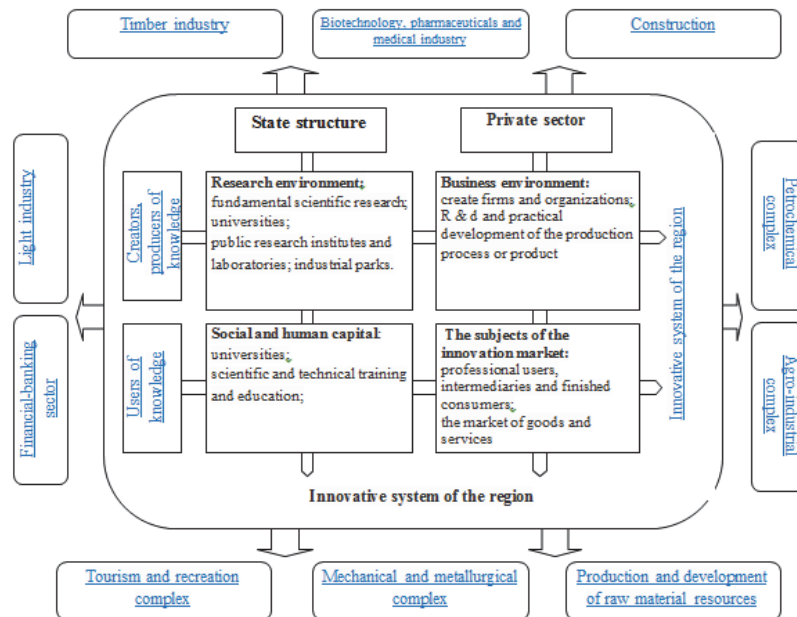 Timber industry
Biotechnology, pharmaceuticals and
medical industry
Construction
State structure
Private sector
Light industry
Financial-banking
sector
Creators,
producers of
knowledge
Research environment;
fundamental scientific research;
universities;
public research institutes and
laboratories; industrial parks.
Business environment:
create firms and organizations;
R & d and practical
development of the production
process or product
Users of
knowledge
Social and human capital:
universities;
scientific and technical training
and education;
The subjects of the
innovation market:
professional users,
intermediaries and finished
consumers;
the market of goods and
services
Innovative system of the region
Petrochemical
complex
Agro-industrial
complex
Innovative system of the region
Tourism and recreation
complex
Mechanical and metallurgical
complex
Production and development
of raw material resources